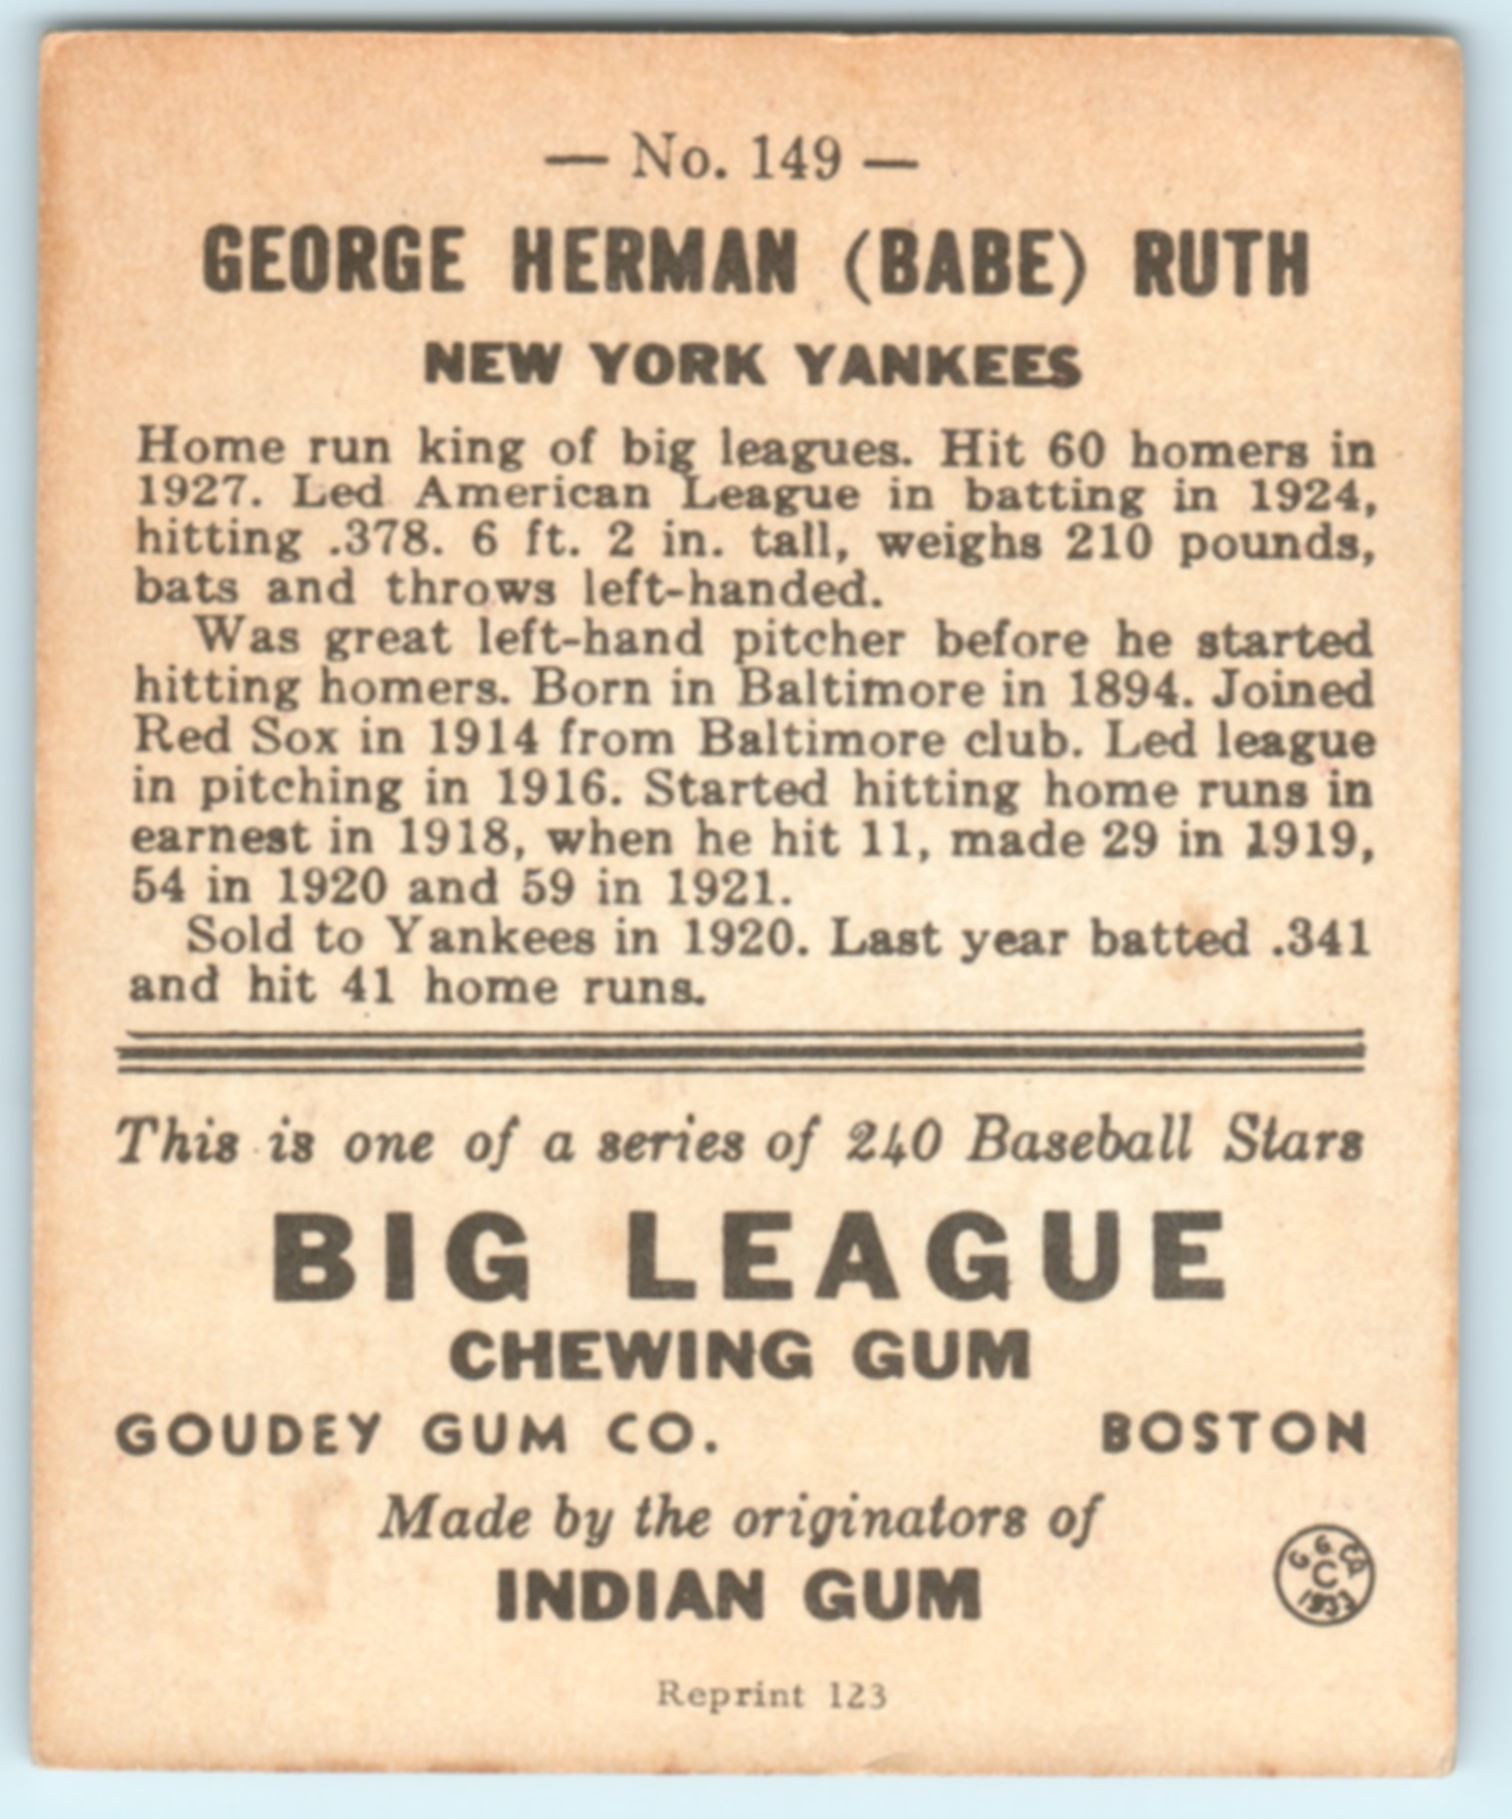 — No. 149 —
GEORGE HERMAN (BABE) RUTH
NEW YORK YANKEES
Home run king of big leagues. Hit 60 homers in
1927. Led American League in batting in 1924,
hitting .378. 6 ft. 2 in. tall, weighs 210 pounds,
bats and throws left-handed.
Was great left-hand pitcher before he started
hitting homers. Born in Baltimore in 1894. Joined
Red Sox in 1914 from Baltimore club. Led league
in pitching in 1916. Started hitting home runs in
earnest in 1918, when he hit 11, made 29 in 1919,
54 in 1920 and 59 in 1921.
Sold to Yankees in 1920. Last year batted .341
and hit 41 home runs.
This is one of a series of 240 Baseball Stars
BIG LEAGUE
CHEWING GUM
GOUDEY GUM CO. BOSTON
Made by the originators of
INDIAN GUM
G. G. Co.
C
Reprint 123